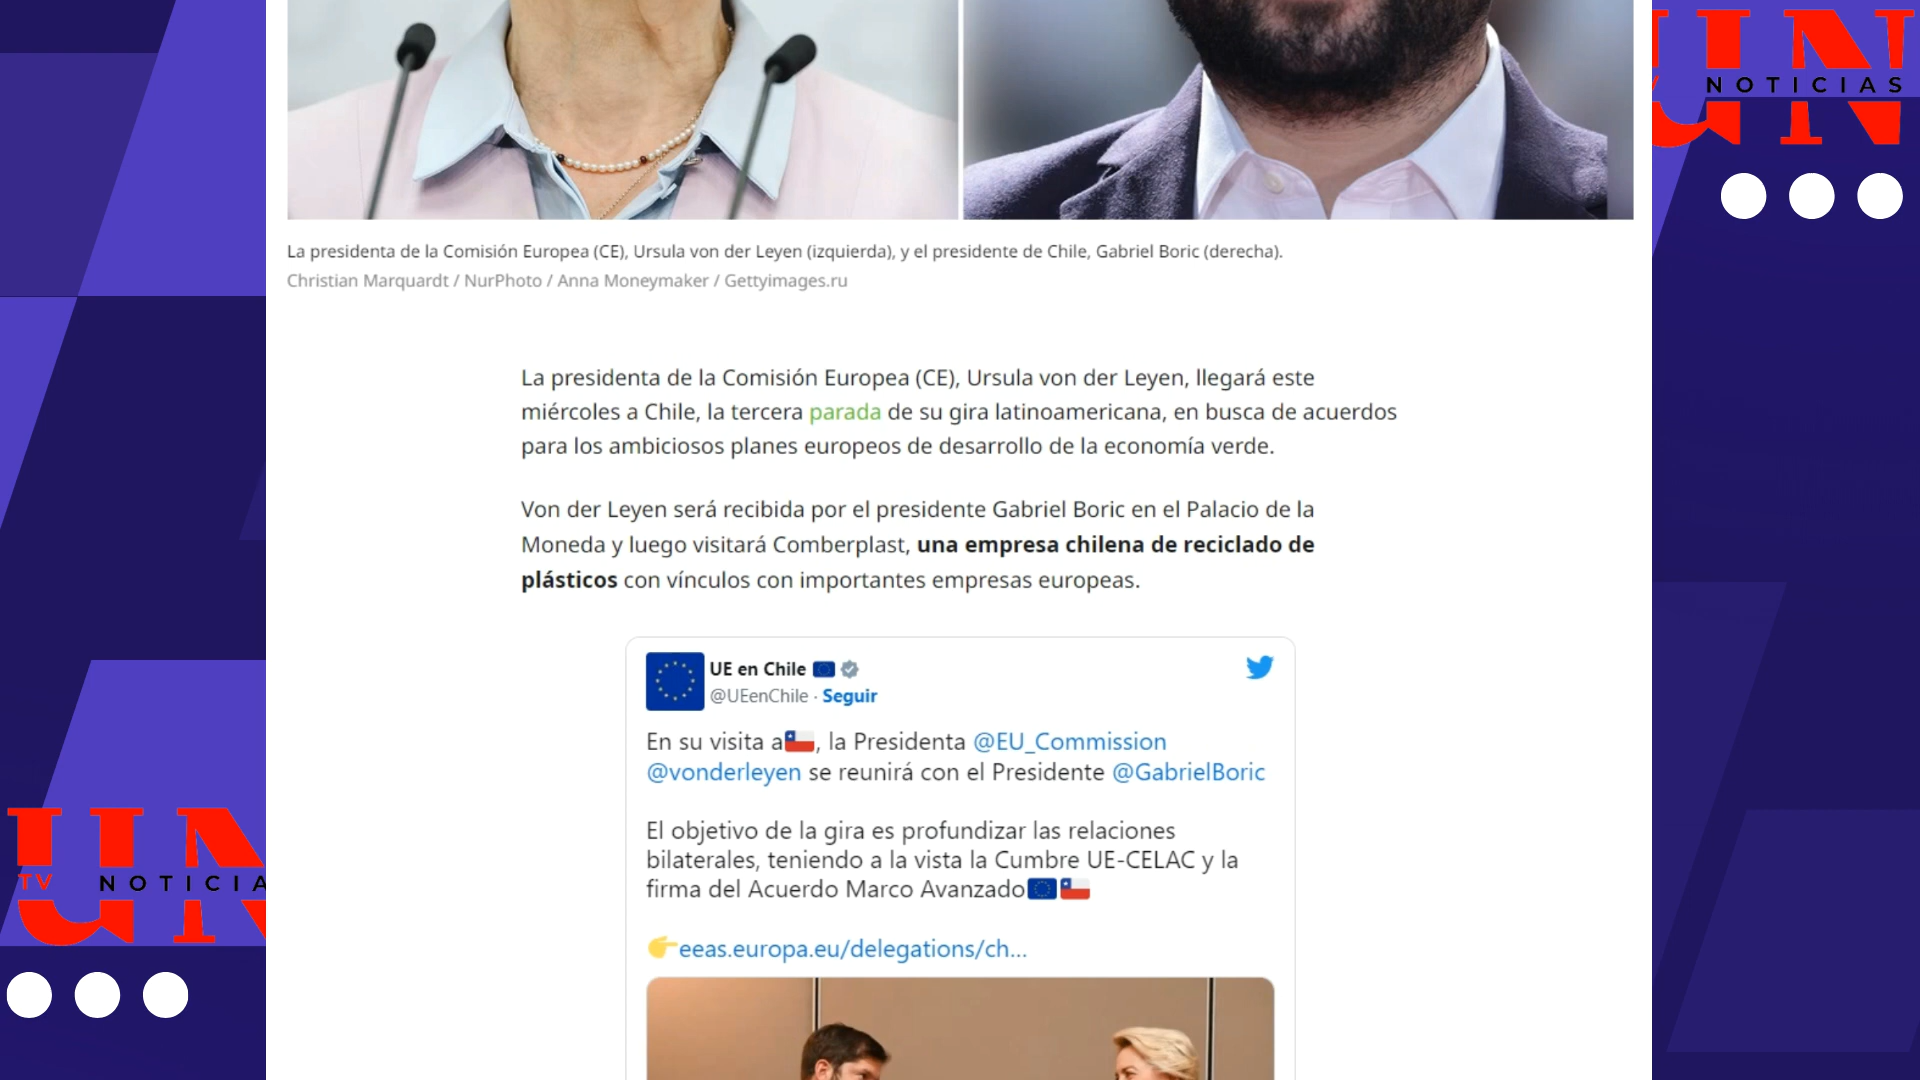 UN
NOTICIAS
La presidenta de la Comisión Europea (CE), Ursula von der Leyen (izquierda), y el presidente de Chile, Gabriel Boric (derecha).
Christian Marquardt / NurPhoto / Anna Moneymaker / Gettyimages.ru
La presidenta de la Comisión Europea (CE), Ursula von der Leyen, llegará este
miércoles a Chile, la tercera parada de su gira latinoamericana, en busca de acuerdos
para los ambiciosos planes europeos de desarrollo de la economía verde.
Von der Leyen será recibida por el presidente Gabriel Boric en el Palacio de la
Moneda y luego visitará Comberplast, una empresa chilena de reciclado de
plásticos con vínculos con importantes empresas europeas.
UE en Chile
@UEenChile · Seguir
En su visita a🇨🇱, la Presidenta @EU_Commission
@vonderleyen se reunirá con el Presidente @GabrielBoric
El objetivo de la gira es profundizar las relaciones
bilaterales, teniendo a la vista la Cumbre UE-CELAC y la
firma del Acuerdo Marco Avanzado🇪🇺🇨🇱
👉eeas.europa.eu/delegations/ch...
UN
TV NOTICIA